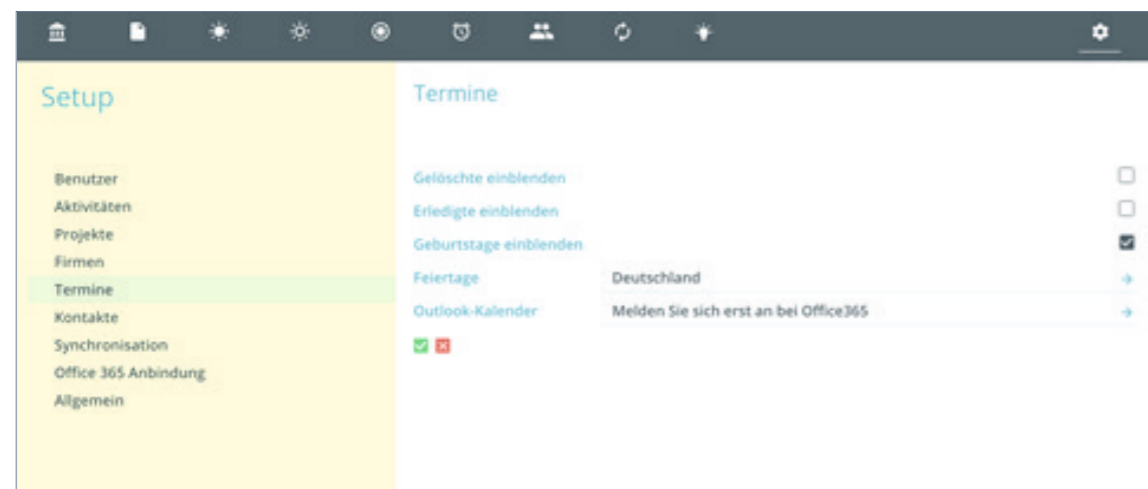 Setup
Benutzer
Aktivitäten
Projekte
Firmen
Termine
Kontakte
Synchronisation
Office 365 Anbindung
Allgemein
Termine
Gelöschte einblenden
Erledigte einblenden
Geburtstage einblenden
Feiertage Deutschland
Outlook-Kalender Melden Sie sich erst an bei Office365